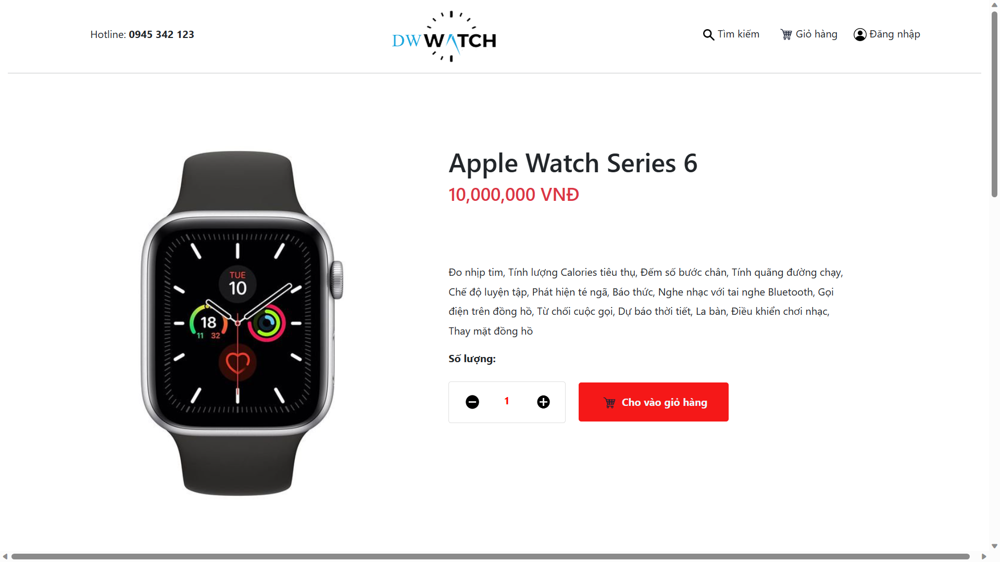 Hotline: 0945 342 123
DWWATCH
Tìm kiếm
Giỏ hàng
Đăng nhập
Apple Watch Series 6
10,000,000 VNĐ
TUE
10
18
11 32
Đo nhịp tim, Tính lượng Calories tiêu thụ, Đếm số bước chân, Tính quãng đường chạy,
Chế độ luyện tập, Phát hiện té ngã, Báo thức, Nghe nhạc với tai nghe Bluetooth, Gọi
điện trên đồng hồ, Từ chối cuộc gọi, Dự báo thời tiết, La bàn, Điều khiển chơi nhạc,
Thay mặt đồng hồ
Số lượng:
1
Cho vào giỏ hàng